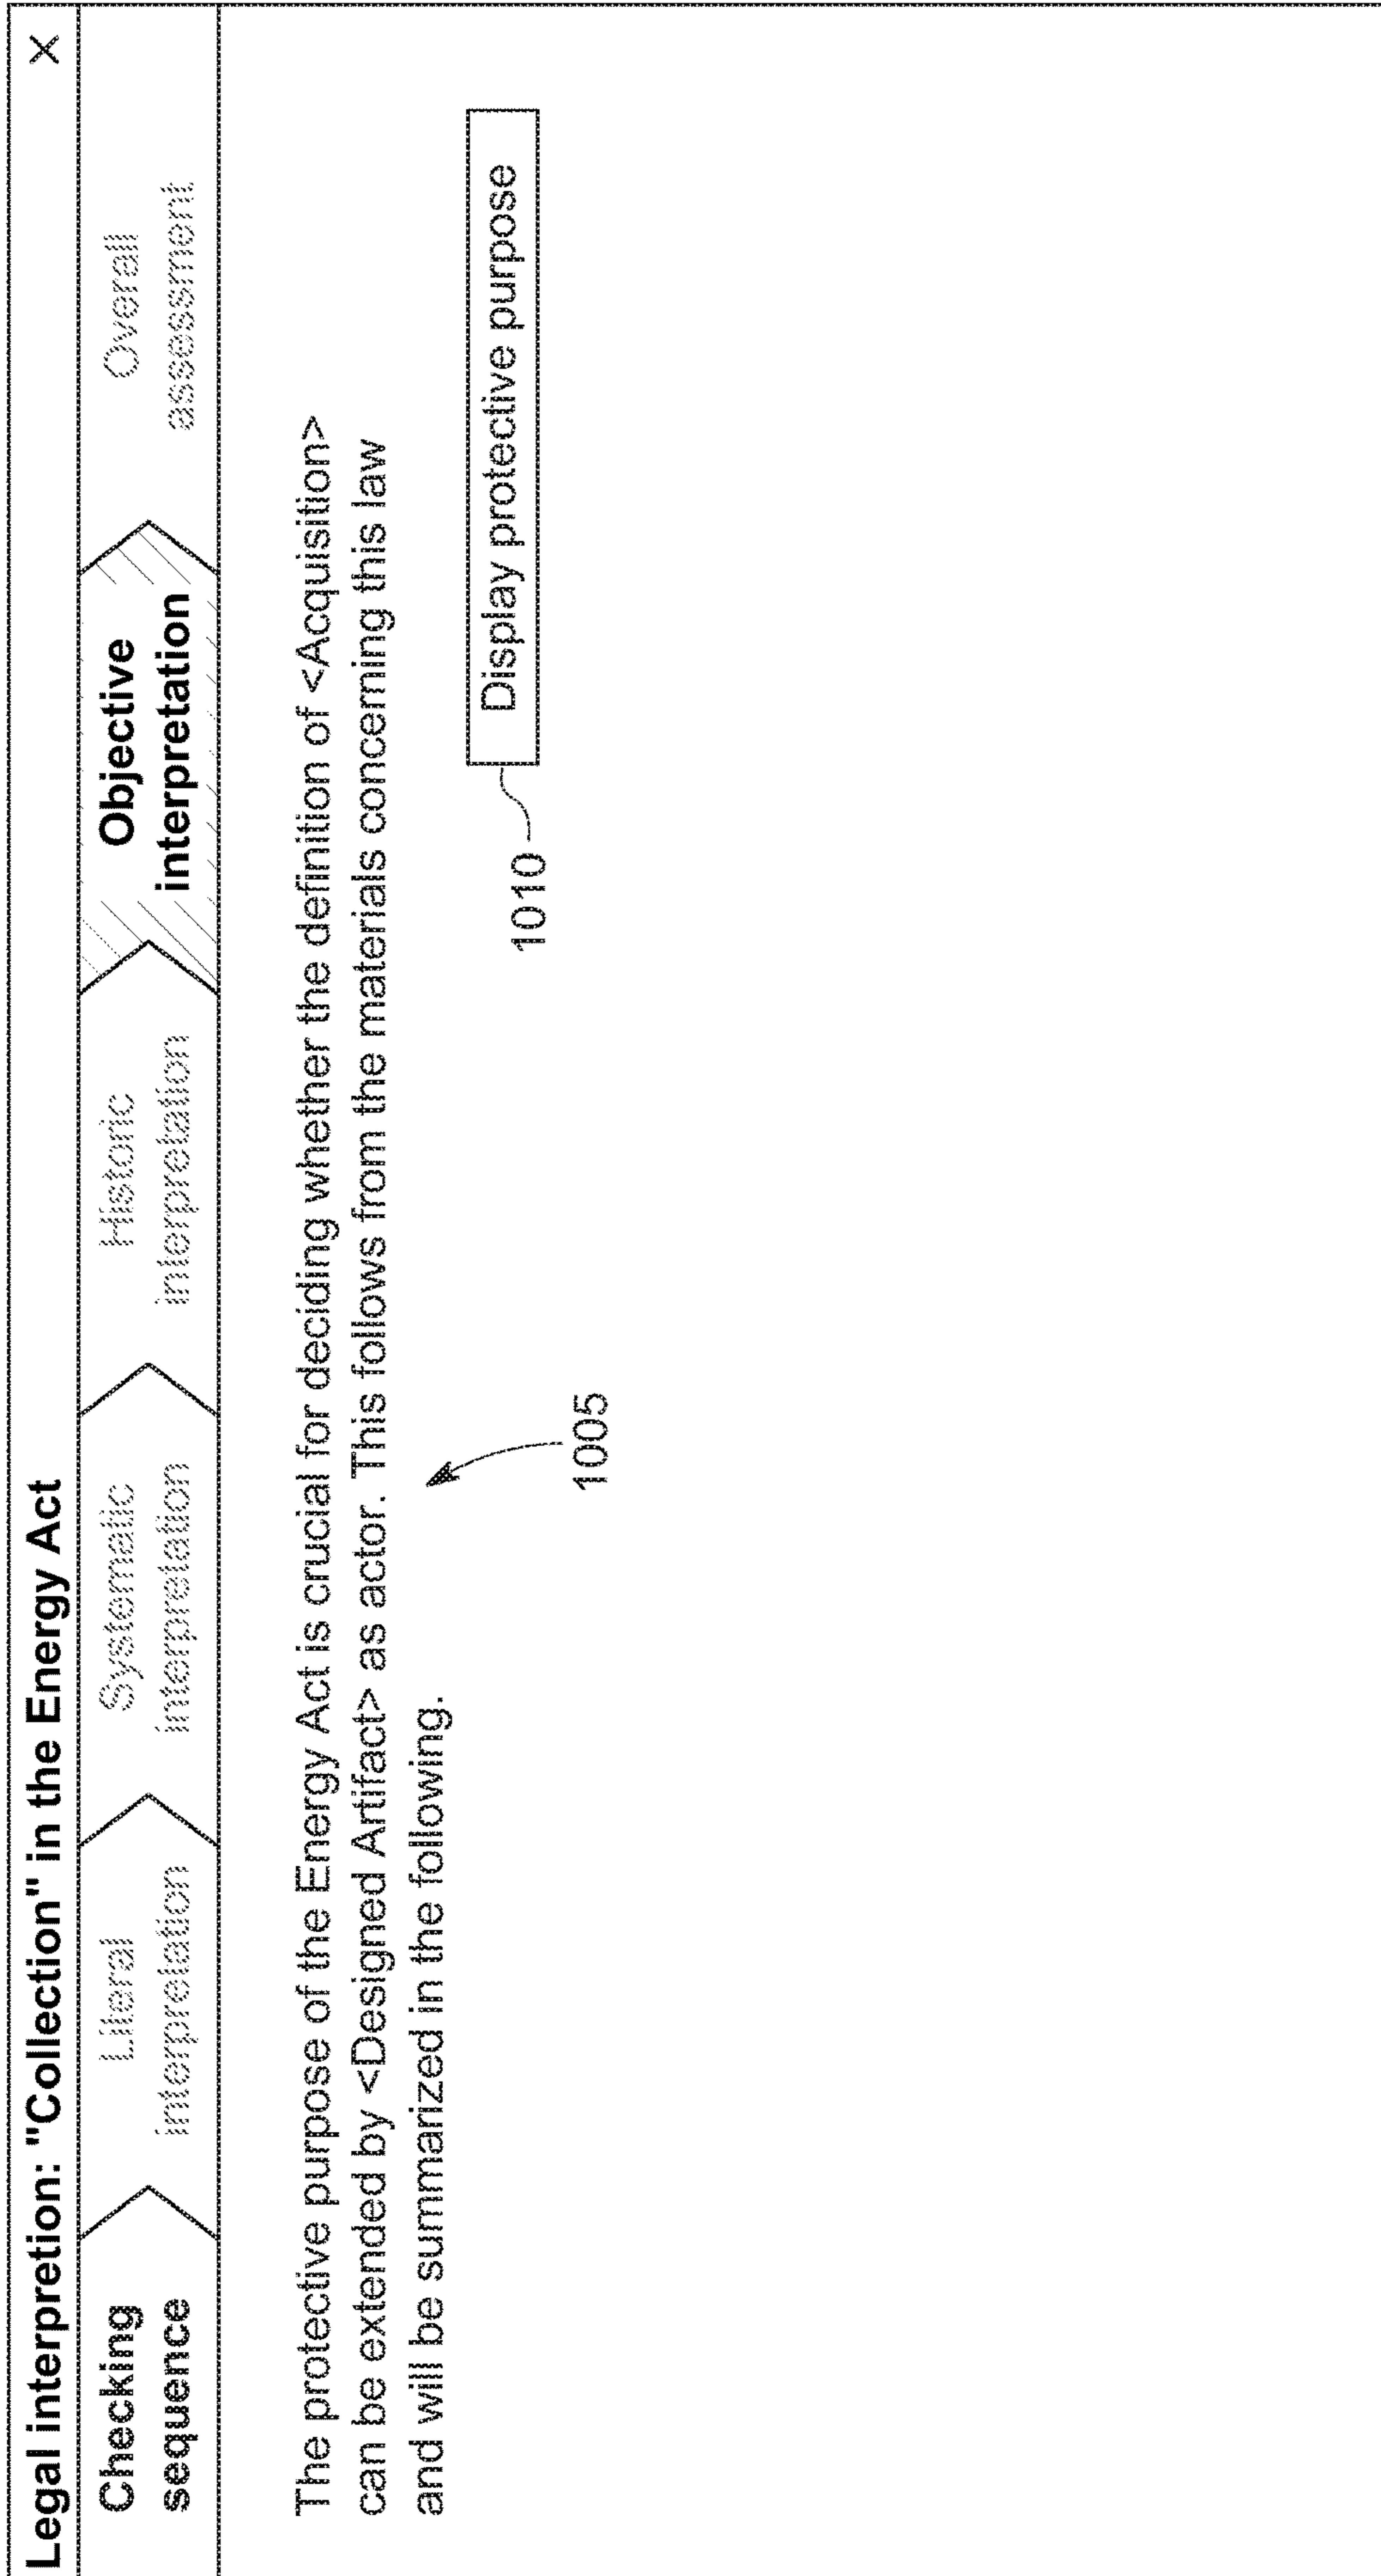 Legal interpretion: "Collection" in the Energy Act X
Checking
sequence
Literal
interpretation
Systematic
interpretation
Historic
interpretation
Objective
interpretation
Overall
assessment
The protective purpose of the Energy Act is crucial for deciding whether the definition of <Acquisition>
can be extended by <Designed Artifact> as actor. This follows from the materials concerning this law
and will be summarized in the following.
Display protective purpose
1010
1005